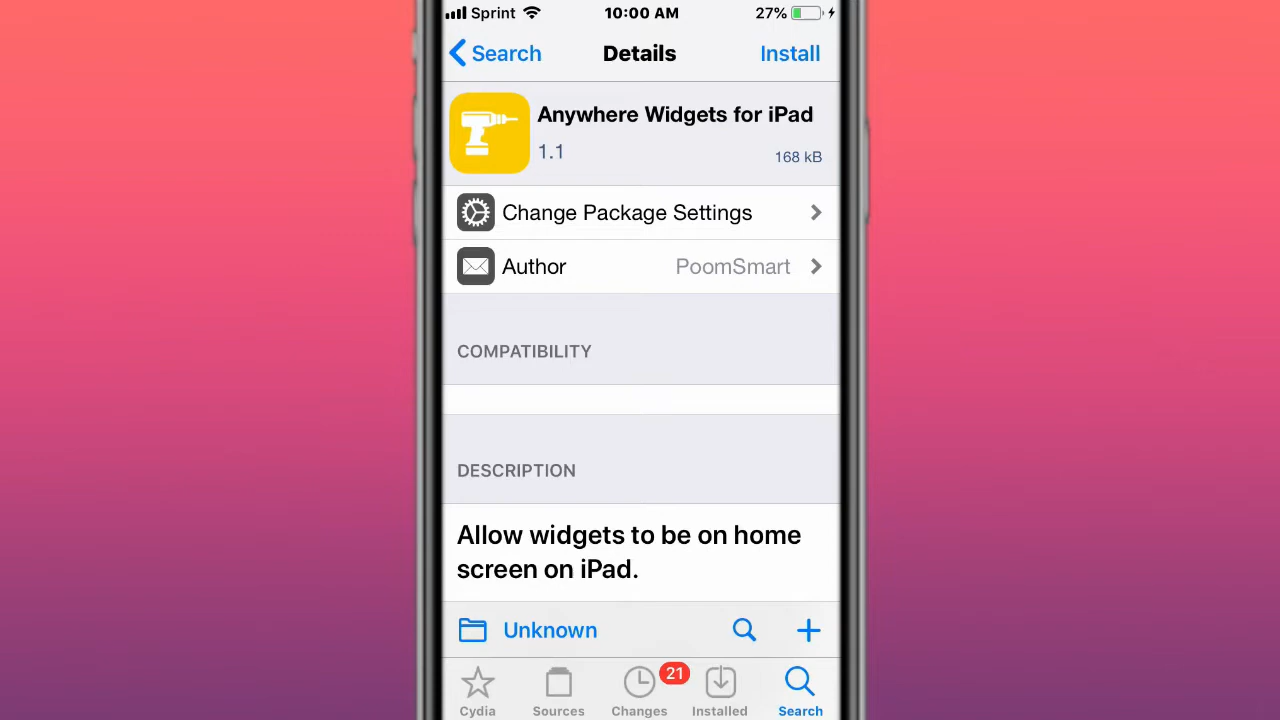 Sprint 10:00 AM 27%
Search Details Install
Anywhere Widgets for iPad
1.1 168 kB
Change Package Settings
Author PoomSmart
COMPATIBILITY
DESCRIPTION
Allow widgets to be on home
screen on iPad.
Unknown
21
Cydia Sources Changes Installed Search